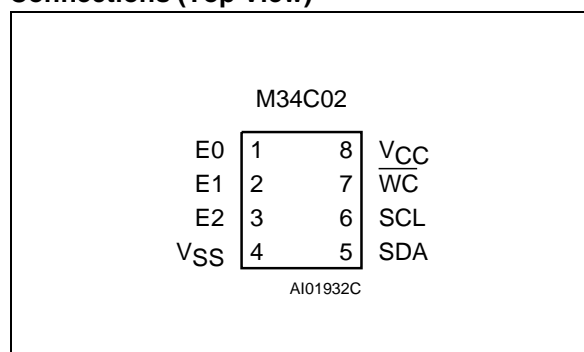 Connections (Top View)
M34C02
E0 1 8 VCC
E1 2 7 W̅C̅
E2 3 6 SCL
VSS 4 5 SDA
AI01932C